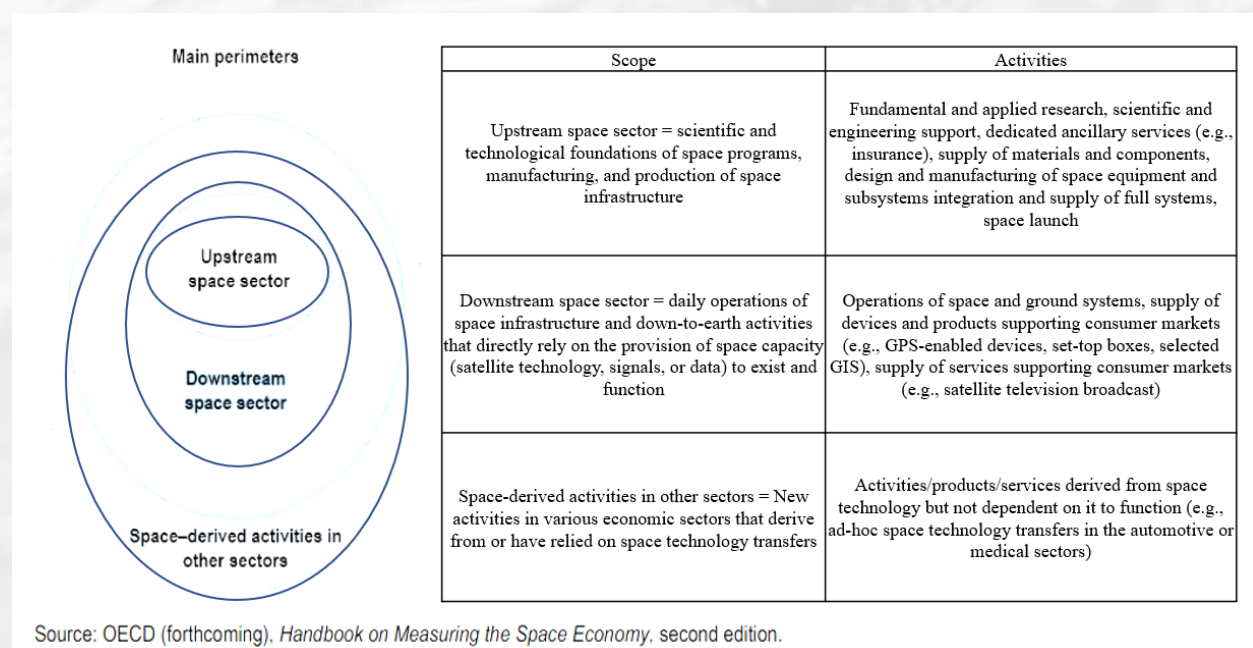 Main perimeters
Upstream
space sector
Downstream
space sector
Space–derived activities in
other sectors
Scope
Activities
Upstream space sector = scientific and
technological foundations of space programs,
manufacturing, and production of space
infrastructure
Fundamental and applied research, scientific and
engineering support, dedicated ancillary services (e.g.,
insurance), supply of materials and components,
design and manufacturing of space equipment and
subsystems integration and supply of full systems,
space launch
Downstream space sector = daily operations of
space infrastructure and down-to-earth activities
that directly rely on the provision of space capacity
(satellite technology, signals, or data) to exist and
function
Operations of space and ground systems, supply of
devices and products supporting consumer markets
(e.g., GPS-enabled devices, set-top boxes, selected
GIS), supply of services supporting consumer markets
(e.g., satellite television broadcast)
Space-derived activities in other sectors = New
activities in various economic sectors that derive
from or have relied on space technology transfers
Activities/products/services derived from space
technology but not dependent on it to function (e.g.,
ad-hoc space technology transfers in the automotive or
medical sectors)
Source: OECD (forthcoming), Handbook on Measuring the Space Economy, second edition.